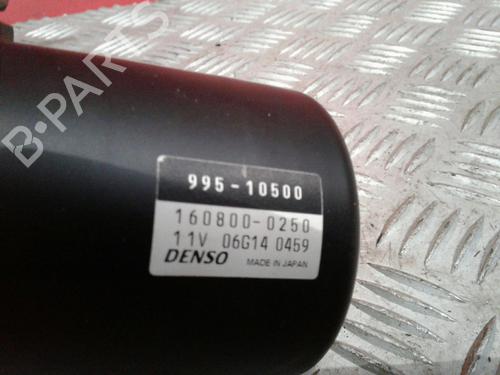 B-PARTS
995-10500
160800-0250
11V 06G14 0459
DENSO MADE IN JAPAN